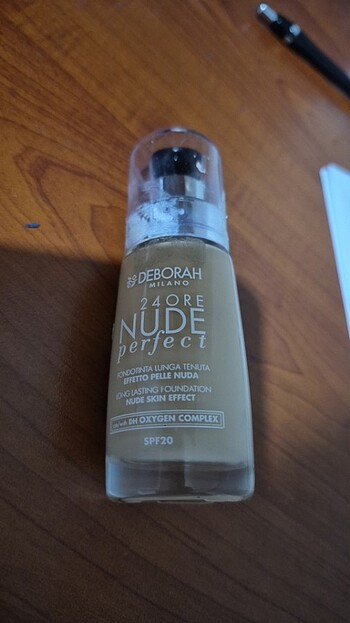 DEBORAH
MILANO
24ORE
NUDE
perfect
FONDOTINTA LUNGA TENUTA
EFFETTO PELLE NUDA
LONG LASTING FOUNDATION
NUDE SKIN EFFECT
DH OXYGEN COMPLEX
SPF20